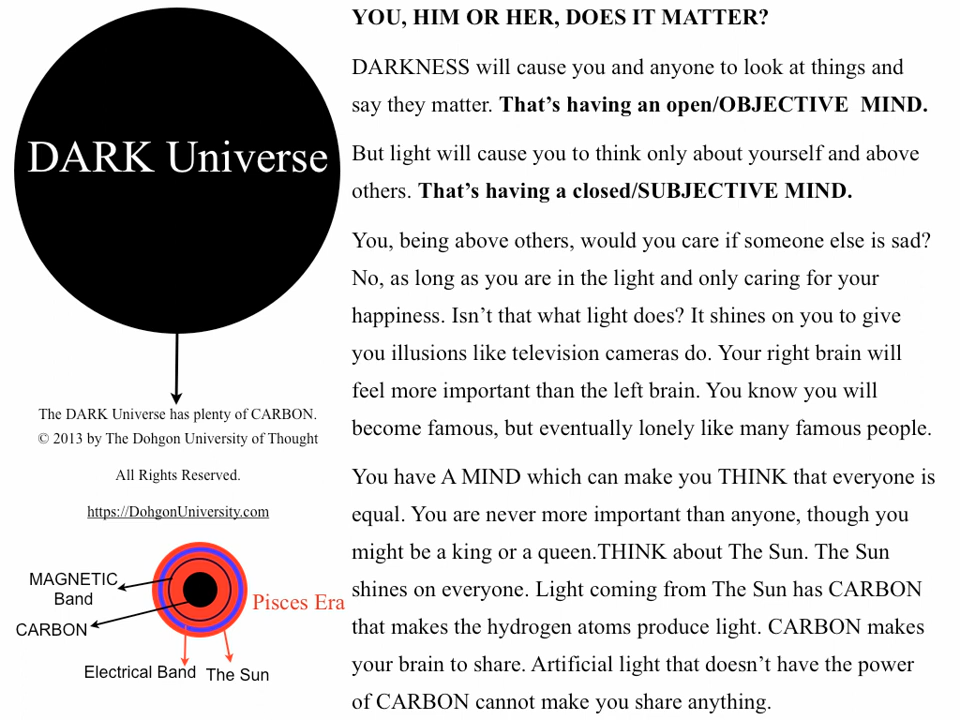 YOU, HIM OR HER, DOES IT MATTER?
DARKNESS will cause you and anyone to look at things and
say they matter. That's having an open/OBJECTIVE  MIND.
But light will cause you to think only about yourself and above
others. That's having a closed/SUBJECTIVE MIND.
You, being above others, would you care if someone else is sad?
No, as long as you are in the light and only caring for your
happiness. Isn't that what light does? It shines on you to give
you illusions like television cameras do. Your right brain will
feel more important than the left brain. You know you will
become famous, but eventually lonely like many famous people.
You have A MIND which can make you THINK that everyone is
equal. You are never more important than anyone, though you
might be a king or a queen.THINK about The Sun. The Sun
shines on everyone. Light coming from The Sun has CARBON
that makes the hydrogen atoms produce light. CARBON makes
your brain to share. Artificial light that doesn't have the power
of CARBON cannot make you share anything.
DARK Universe
The DARK Universe has plenty of CARBON.
© 2013 by The Dohgon University of Thought
All Rights Reserved.
https://DohgonUniversity.com
MAGNETIC
Band
CARBON
Pisces Era
Electrical Band
The Sun